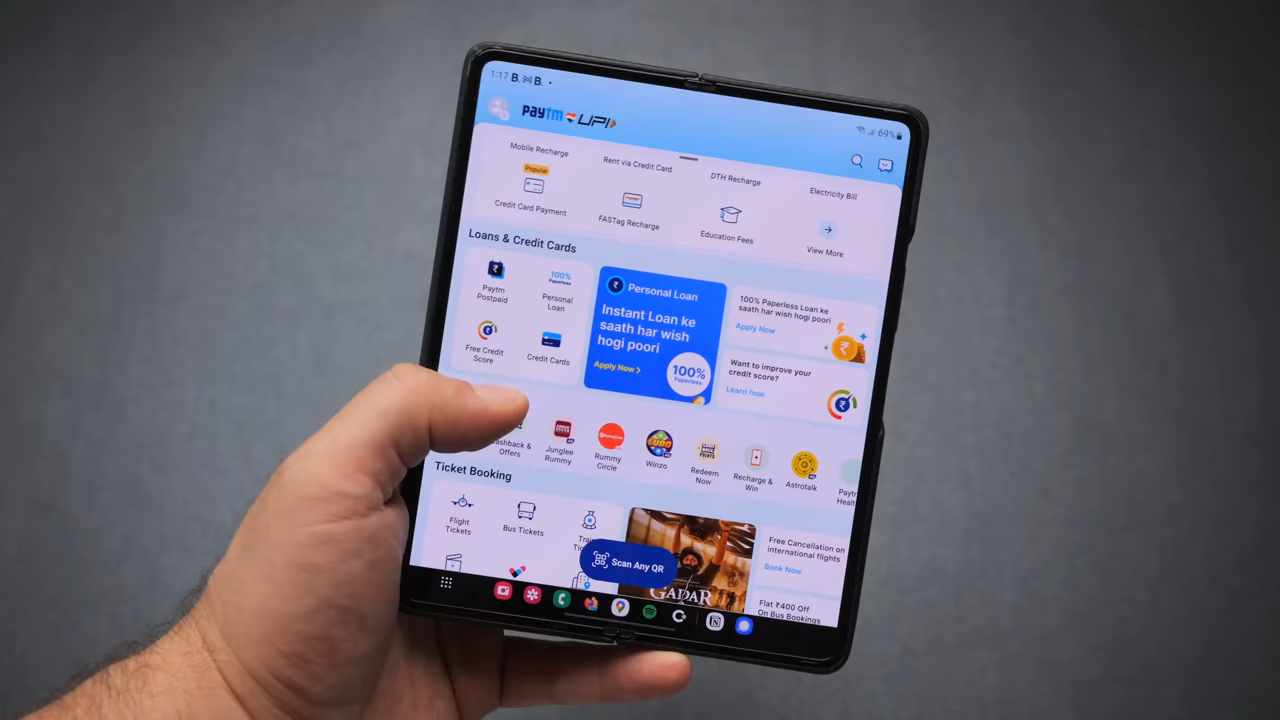 1:17 B. M B.
69%
paytm UPI
Mobile Recharge
Rent via Credit Card
DTH Recharge
Electricity Bill
Popular
Credit Card Payment
FASTag Recharge
Education Fees
View More
Loans & Credit Cards
Paytm
Postpaid
100%
Paperless
Personal
Loan
Free Credit
Score
Credit Cards
Personal Loan
Instant Loan ke
saath har wish
hogi poori
Apply Now >
100%
Paperless
100% Paperless Loan ke
saath har wish hogi poori
Apply Now
Want to improve your
credit score?
Learn how
ashback &
Offers
Junglee
Rummy
Rummy
Circle
Winzo
Redeem
Now
Recharge &
Win
Astrotalk
Paytm
Healt
Ticket Booking
Flight
Tickets
Bus Tickets
Train
Tic
Scan Any QR
GADAR
Free Cancellation on
international flights
Book Now
Flat ₹400 Off
On Bus Bookings